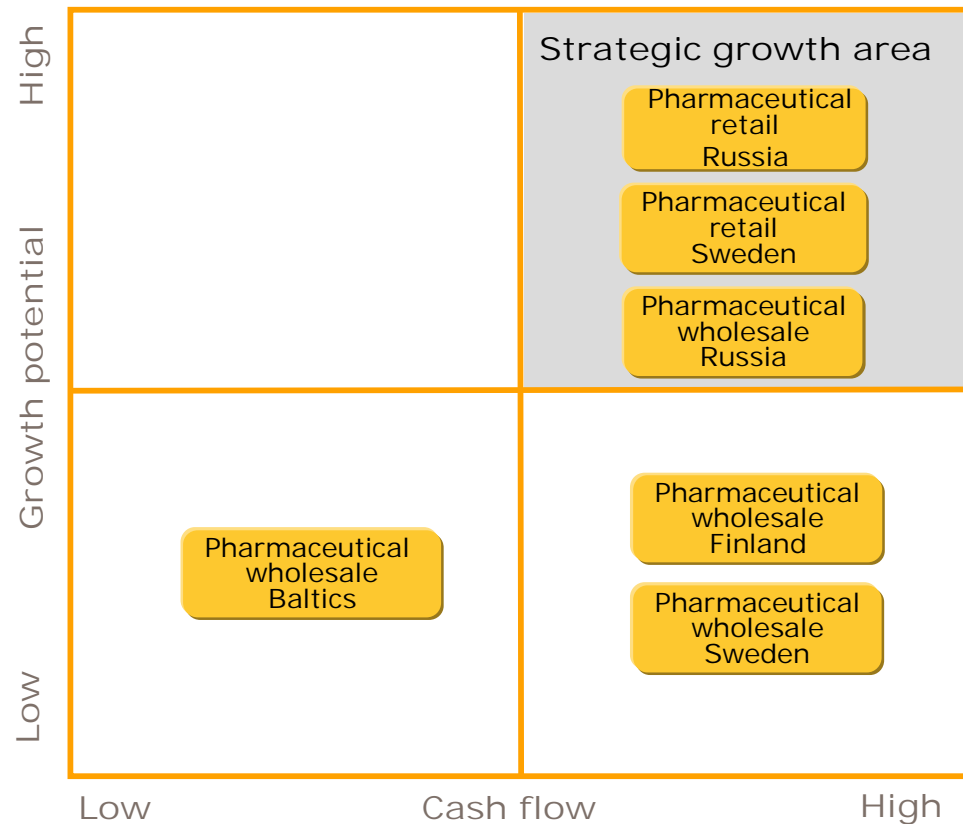 High
Growth potential
Low
Strategic growth area
Pharmaceutical
retail
Russia
Pharmaceutical
retail
Sweden
Pharmaceutical
wholesale
Russia
Pharmaceutical
wholesale
Baltics
Pharmaceutical
wholesale
Finland
Pharmaceutical
wholesale
Sweden
Low
Cash flow
High